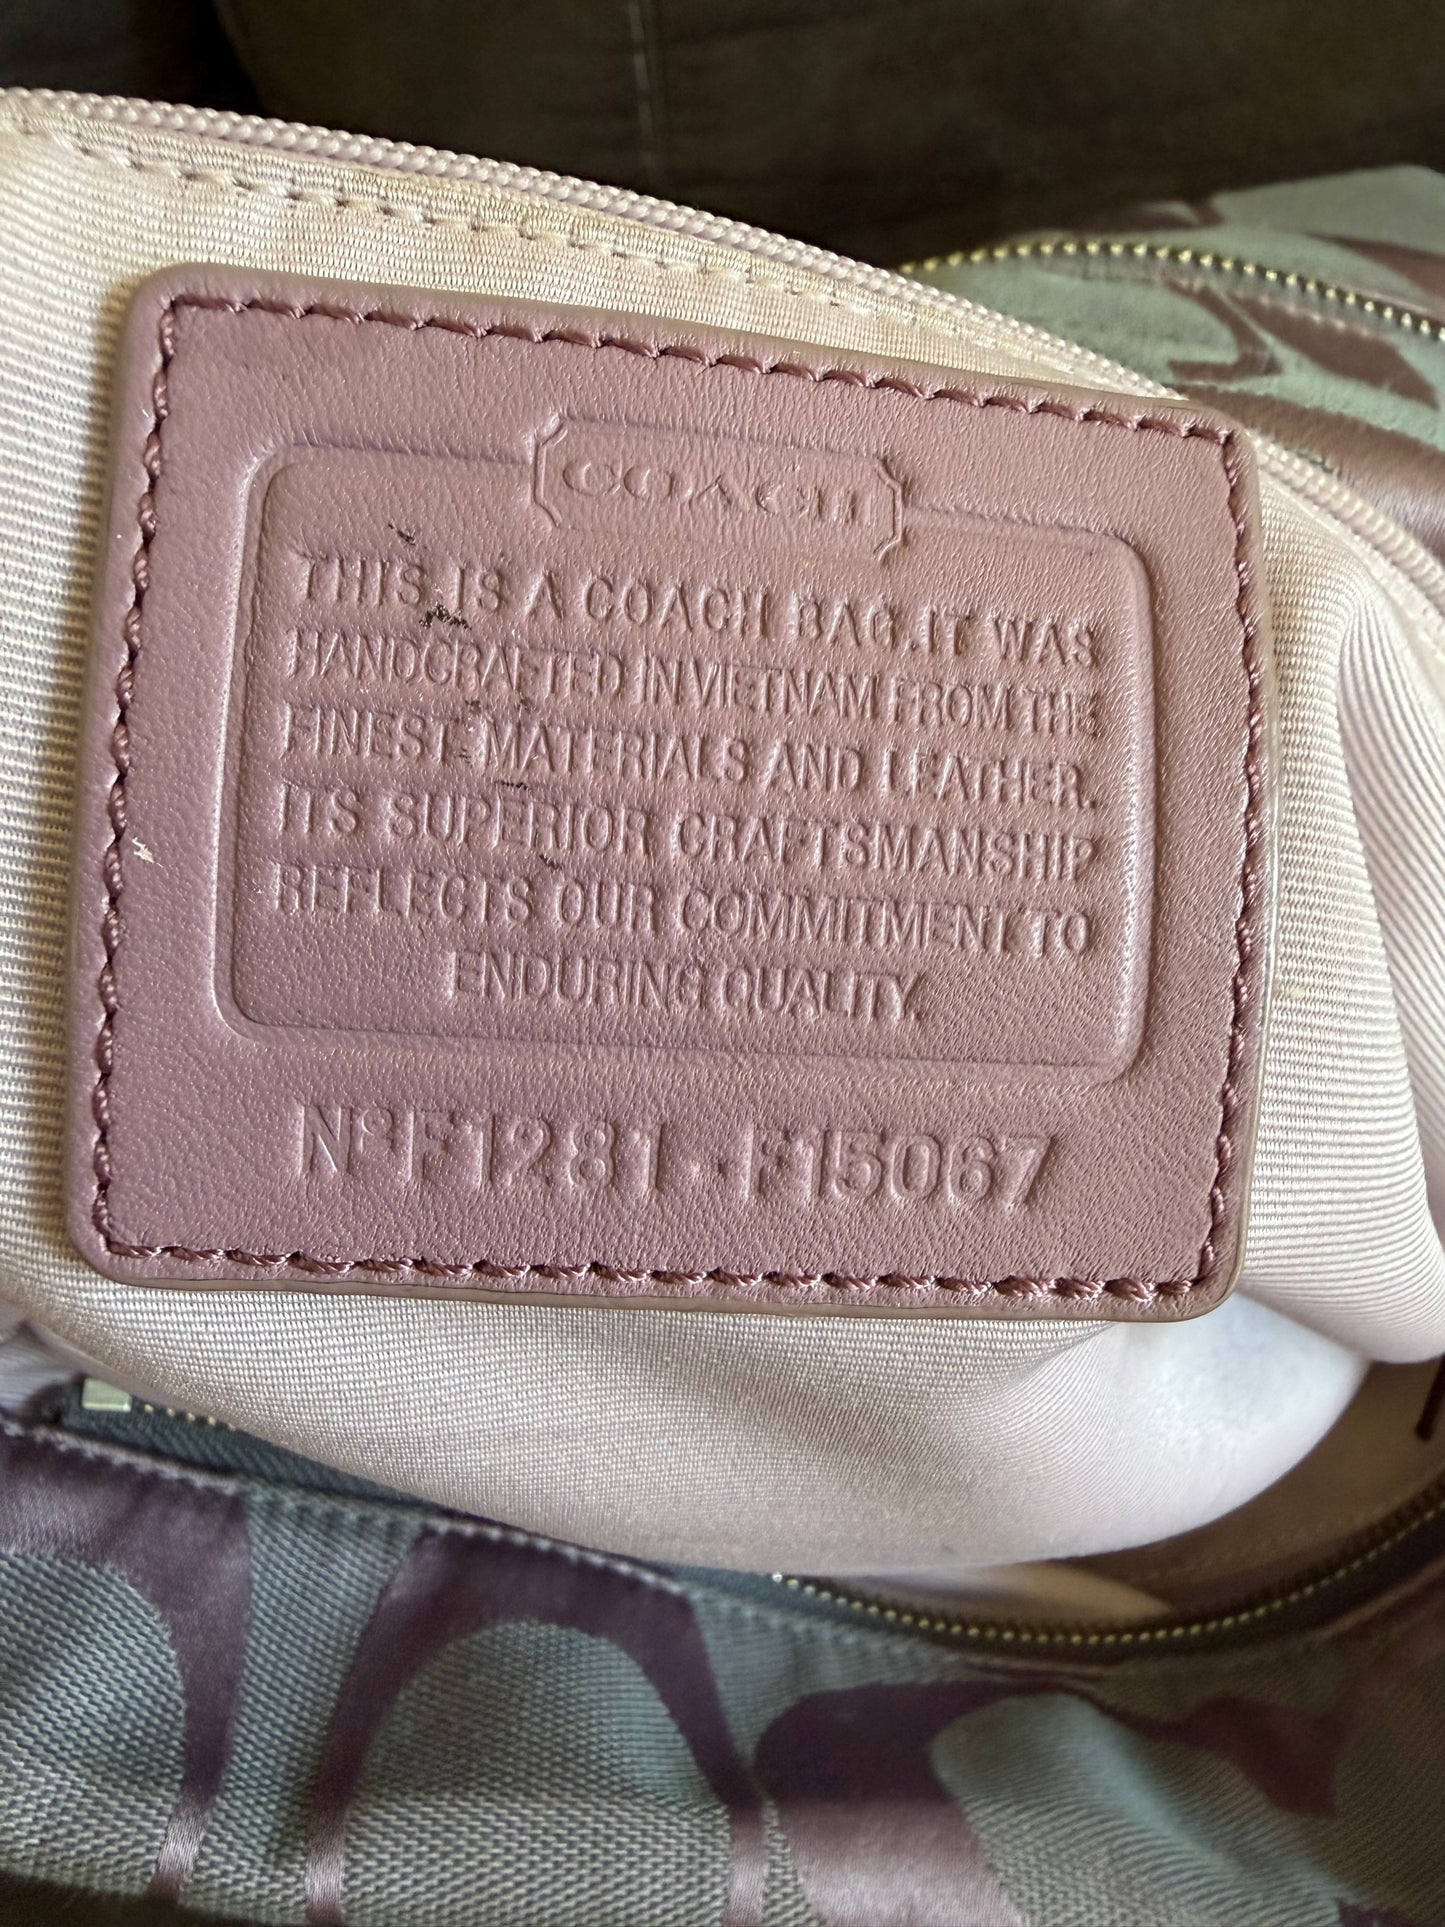 COACH
THIS IS A COACH BAG. IT WAS
HANDCRAFTED IN VIETNAM FROM THE
FINEST MATERIALS AND LEATHER.
ITS SUPERIOR CRAFTSMANSHIP
REFLECTS OUR COMMITMENT TO
ENDURING QUALITY.
Nº F1281 · F15067